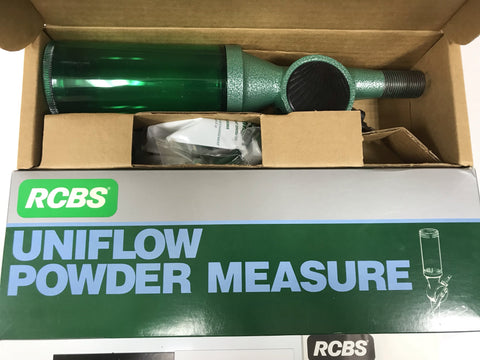 RCBS
UNIFLOW
POWDER MEASURE
RCBS